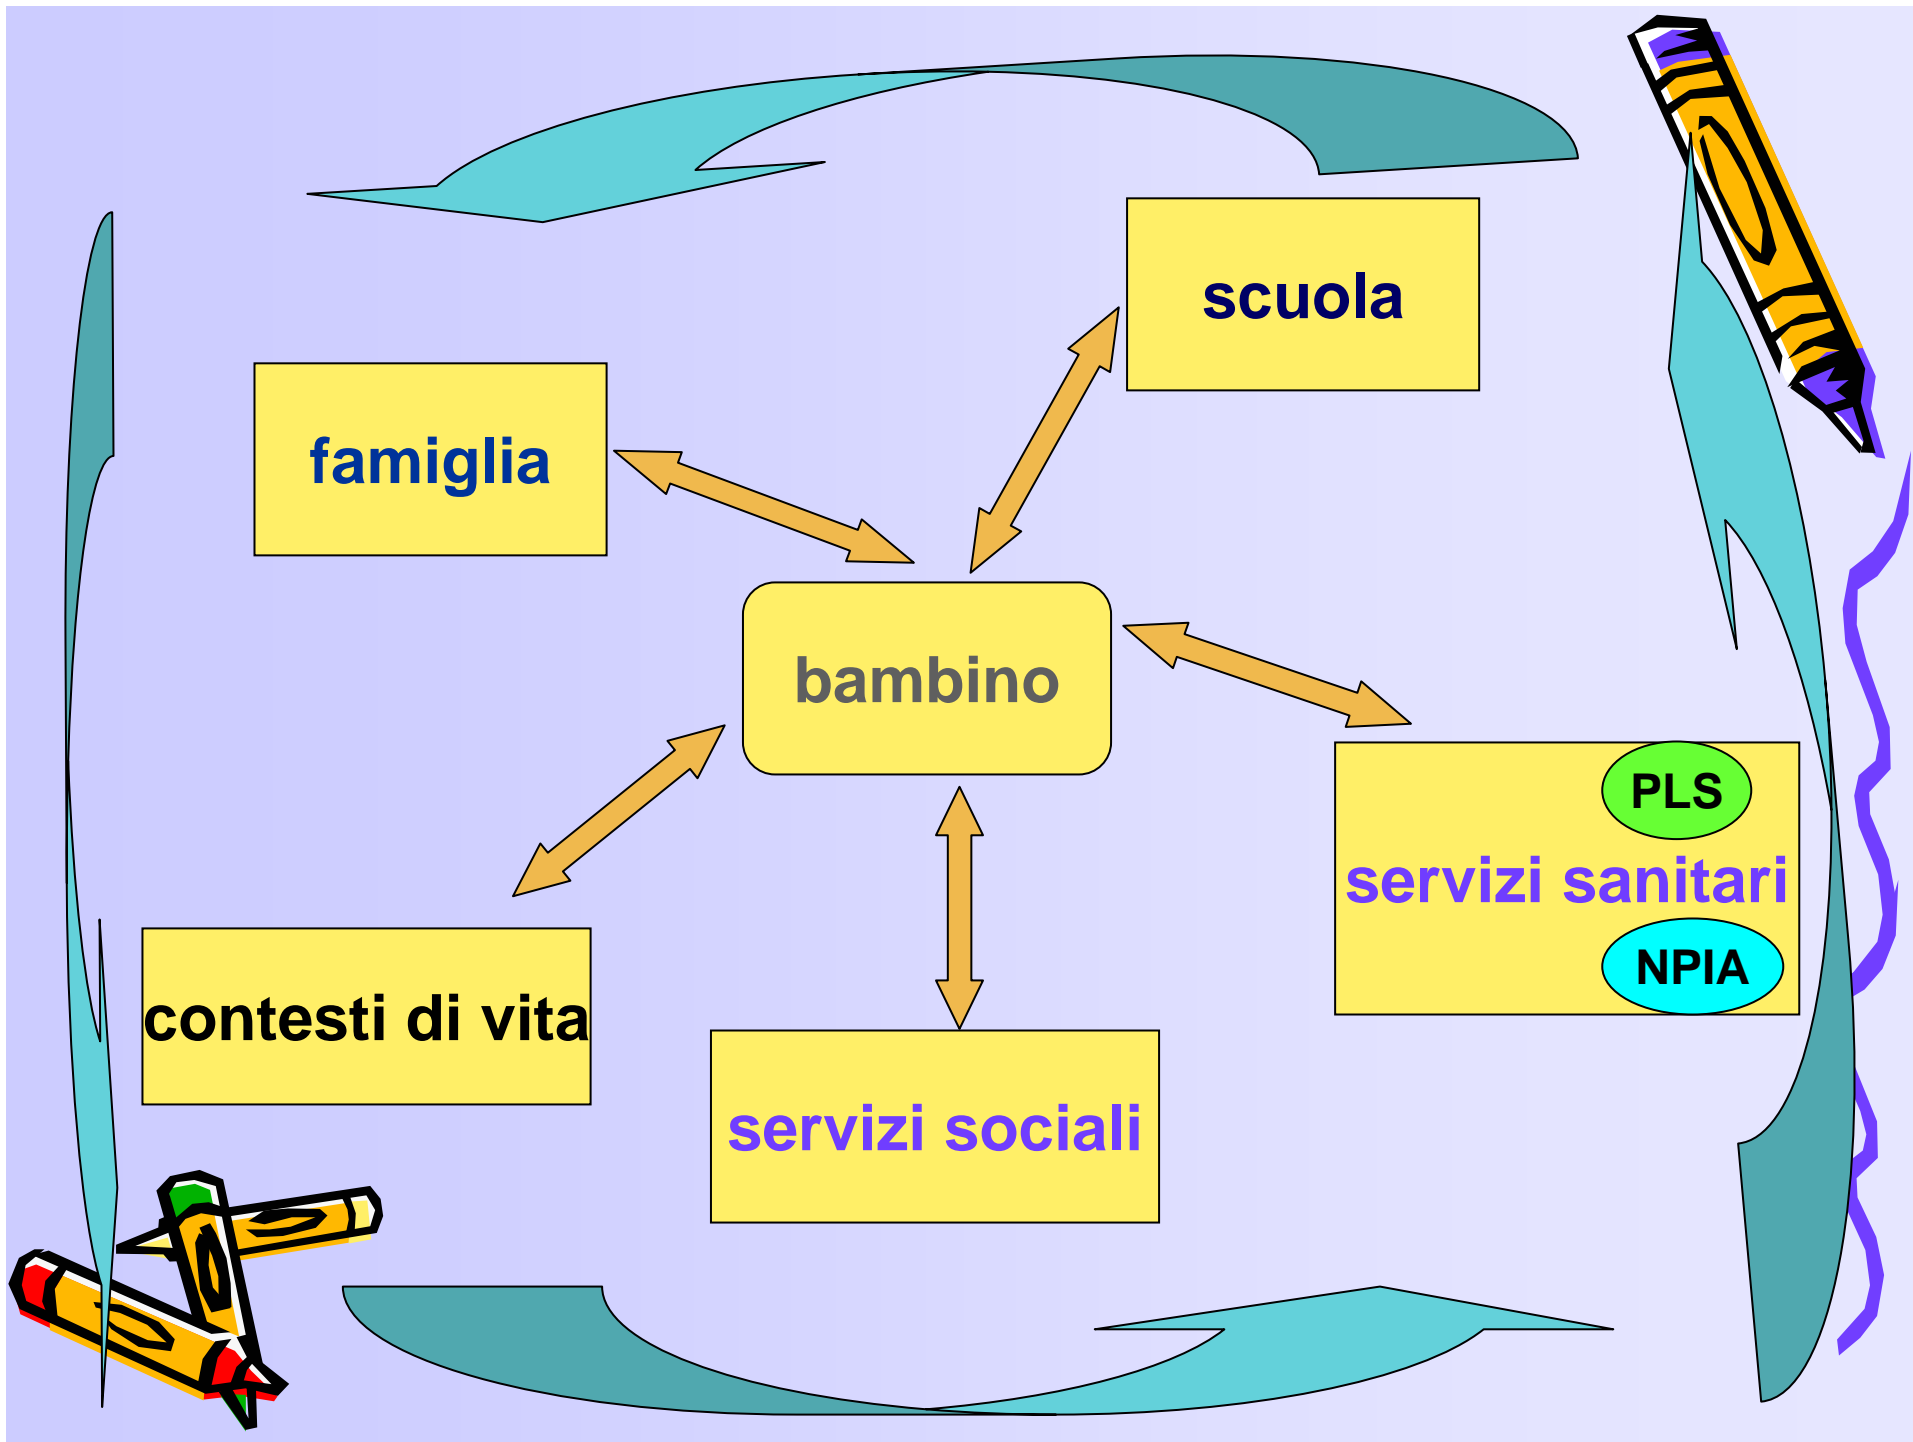 scuola
famiglia
bambino
PLS
servizi sanitari
NPIA
contesti di vita
servizi sociali